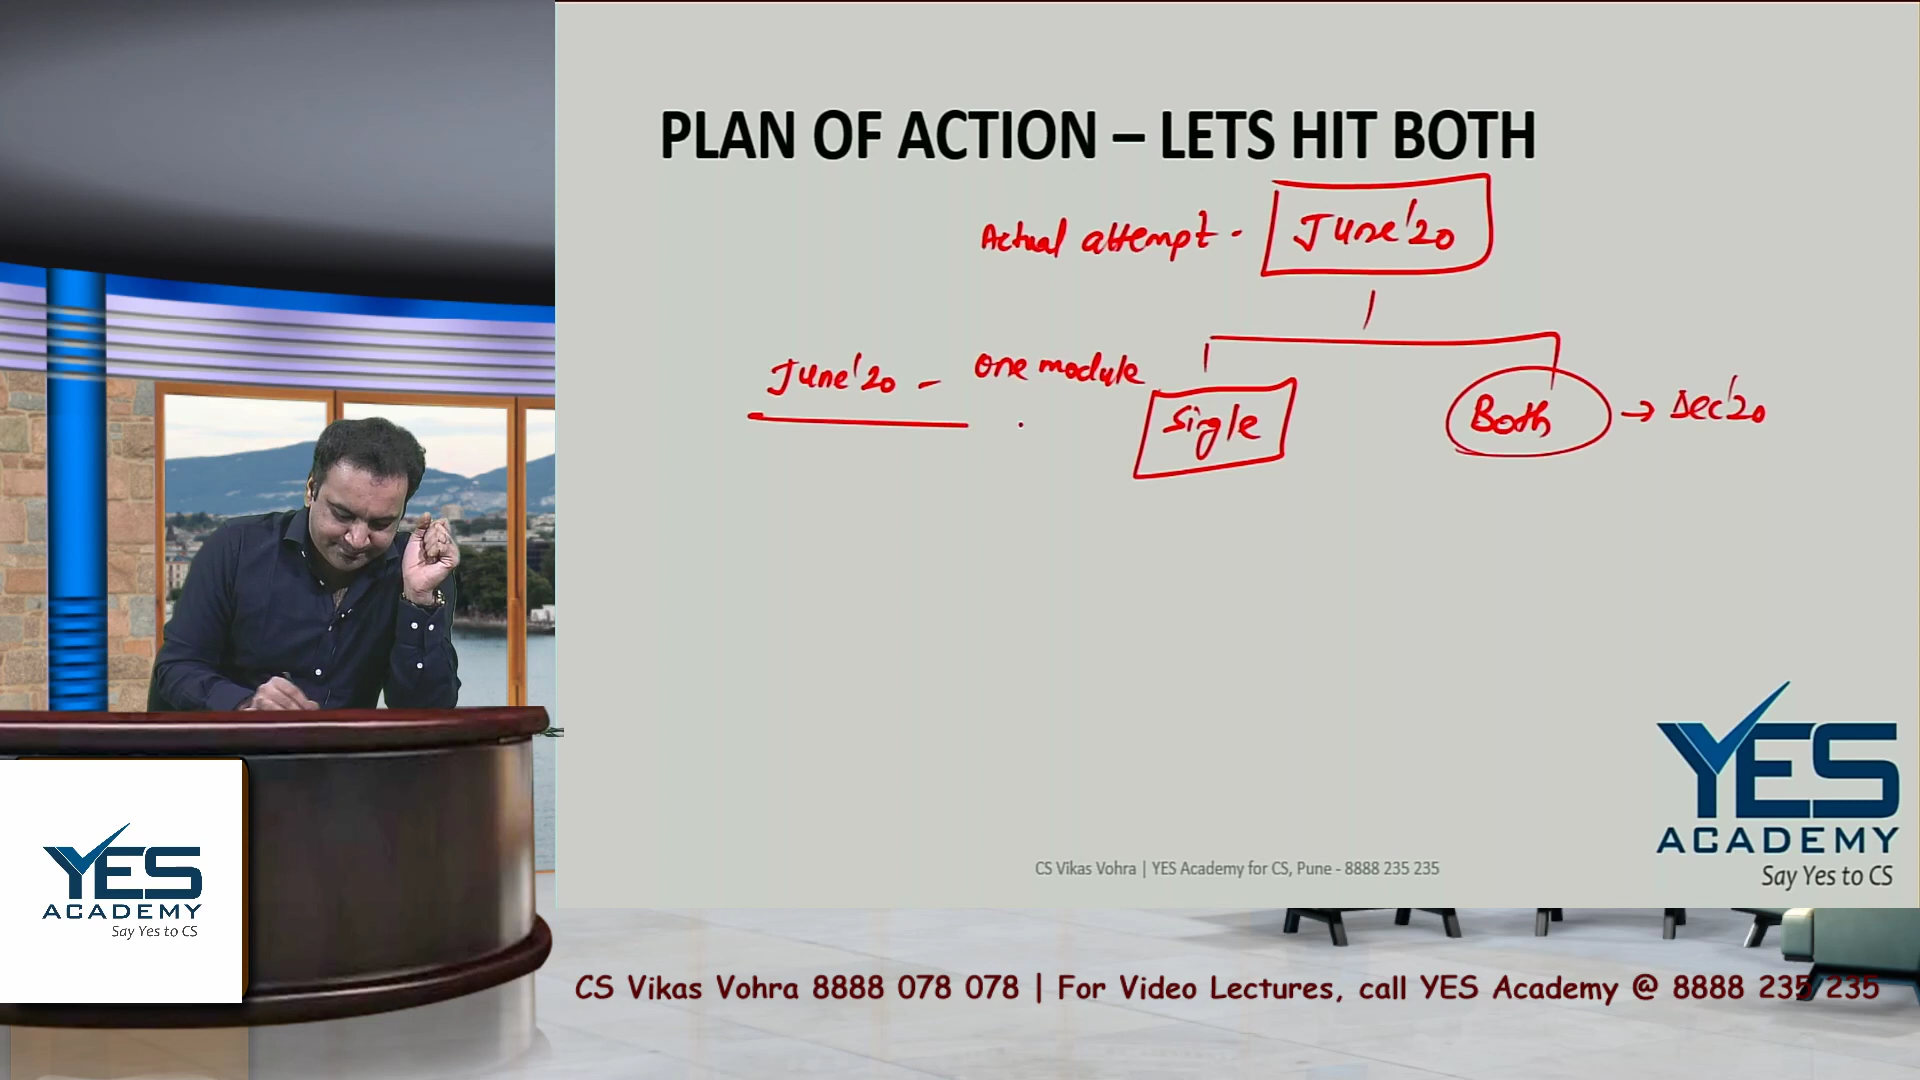 PLAN OF ACTION – LETS HIT BOTH
Actual attempt - June'20
June'20 - One module
Single
Both → Dec'20
YES
ACADEMY
Say Yes to CS
CS Vikas Vohra | YES Academy for CS, Pune - 8888 235 235
YES
ACADEMY
Say Yes to CS
CS Vikas Vohra 8888 078 078 | For Video Lectures, call YES Academy @ 8888 235 235